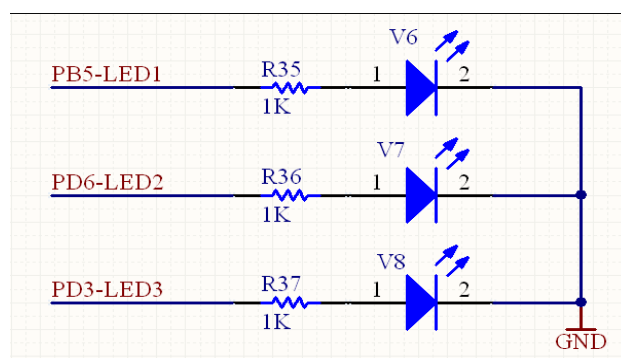 V6
PB5-LED1 R35 1 2
1K
V7
PD6-LED2 R36 1 2
1K
V8
PD3-LED3 R37 1 2
1K
GND